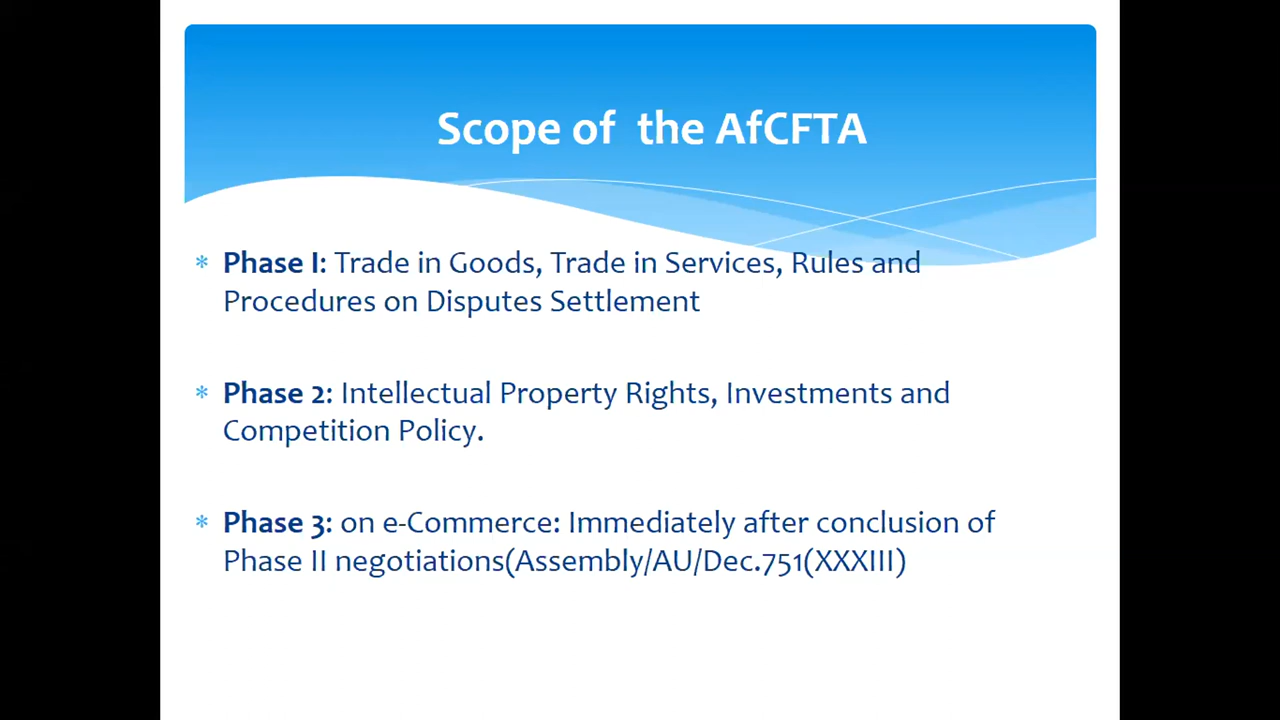 Scope of  the AfCFTA
* Phase I: Trade in Goods, Trade in Services, Rules and
Procedures on Disputes Settlement
* Phase 2: Intellectual Property Rights, Investments and
Competition Policy.
* Phase 3: on e-Commerce: Immediately after conclusion of
Phase II negotiations(Assembly/AU/Dec.751(XXXIII)